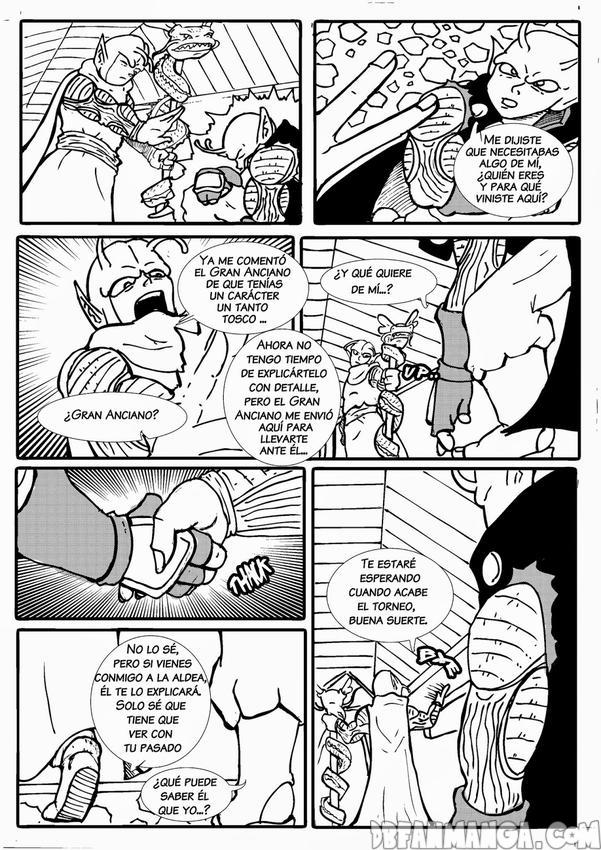 ME DIJISTE
QUE NECESITABAS
ALGO DE MÍ,
¿QUIÉN ERES
Y PARA QUÉ
VINISTE AQUÍ?
YA ME COMENTÓ
EL GRAN ANCIANO
DE QUE TENÍAS
UN CARÁCTER
UN TANTO
TOSCO ...
¿GRAN ANCIANO?
AHORA NO
TENGO TIEMPO
DE EXPLICÁRTELO
CON DETALLE,
PERO EL GRAN
ANCIANO ME ENVIÓ
AQUÍ PARA
LLEVARTE
ANTE ÉL...
¿Y QUÉ QUIERE
DE MÍ...?
UP..
THACK
NO LO SÉ,
PERO SI VIENES
CONMIGO A LA ALDEA,
ÉL TE LO EXPLICARÁ.
SOLO SÉ QUE
TIENE QUE
VER CON
TU PASADO
¿QUÉ PUEDE
SABER ÉL
QUE YO...?
TE ESTARÉ
ESPERANDO
CUANDO ACABE
EL TORNEO,
BUENA SUERTE.
BYE
DBFANMANGA.COM